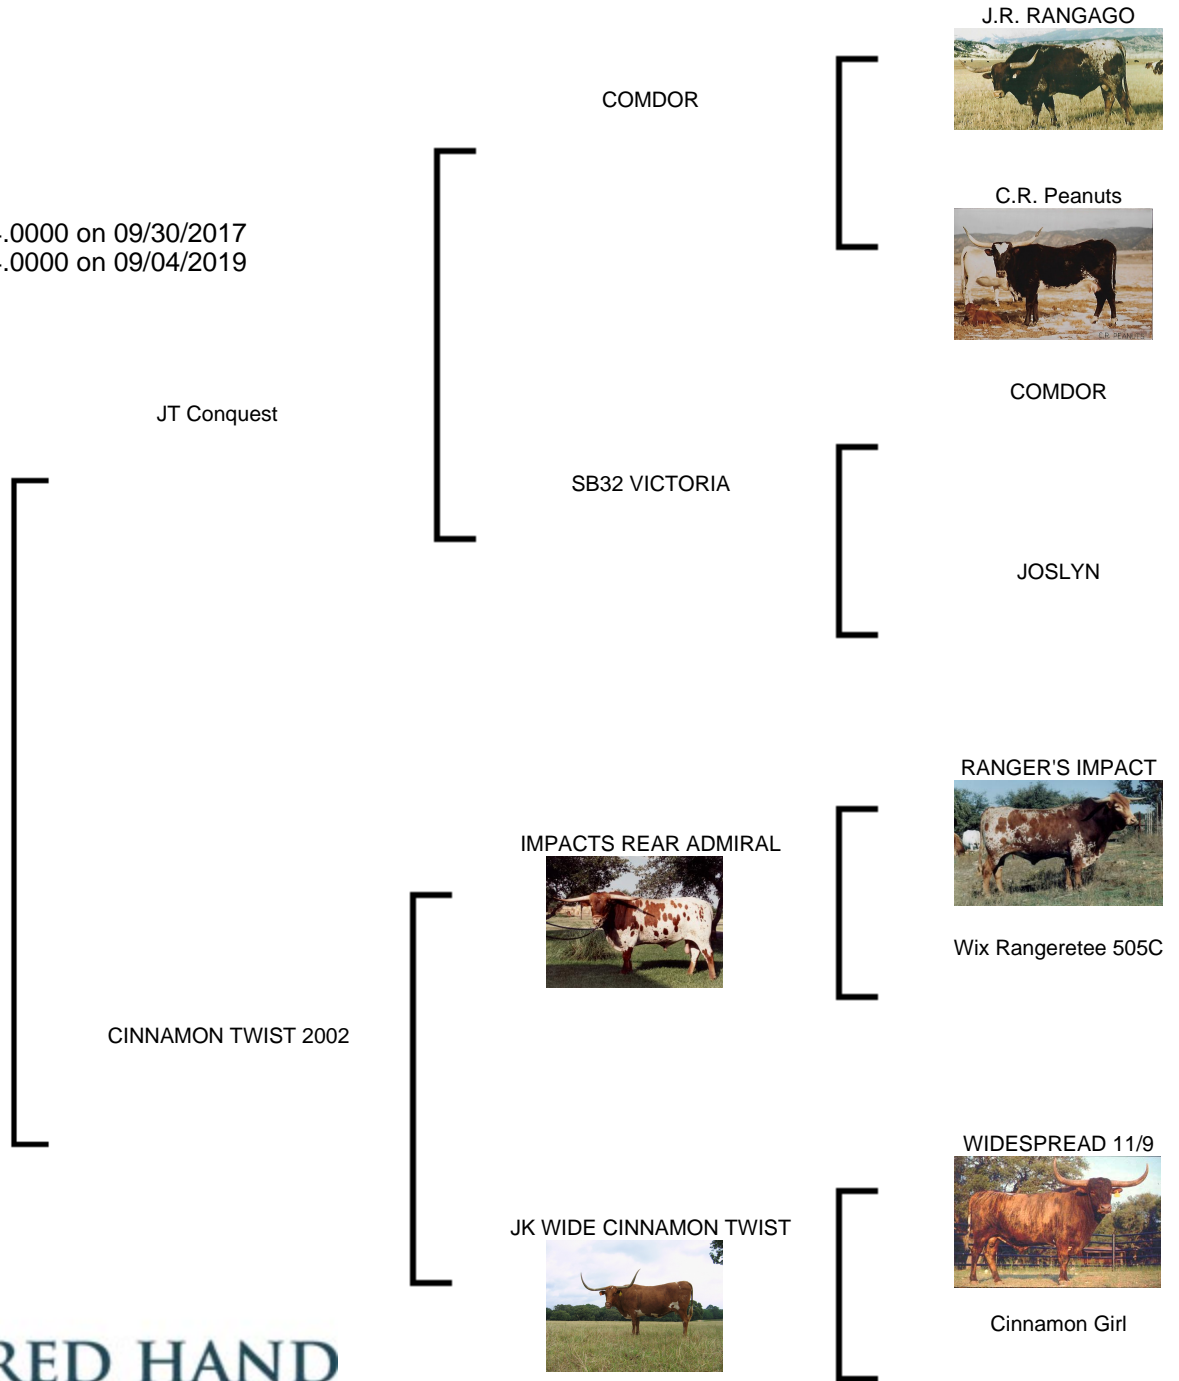 J.R. RANGAGO
COMDOR
C.R. Peanuts
.0000 on 09/30/2017
.0000 on 09/04/2019
C.R. PEANUTS
COMDOR
JT Conquest
SB32 VICTORIA
JOSLYN
RANGER'S IMPACT
IMPACTS REAR ADMIRAL
Wix Rangeretee 505C
CINNAMON TWIST 2002
WIDESPREAD 11/9
JK WIDE CINNAMON TWIST
Cinnamon Girl
RED HAND